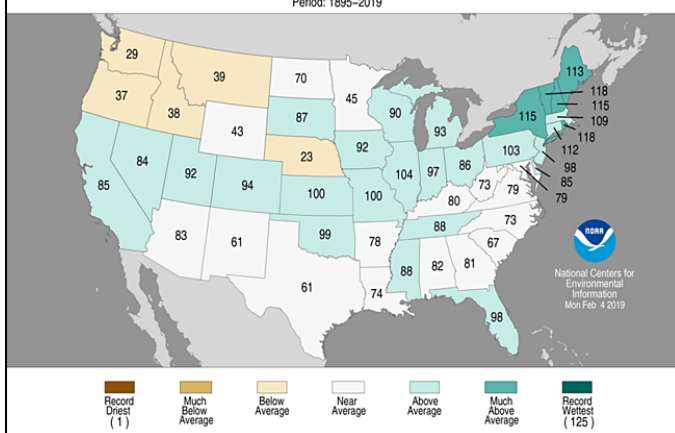 Period: 1895–2019
29
39
70
45
37
38
43
87
90
93
113
118
115
109
115
118
112
103
98
85
79
23
92
85
84
92
94
100
100
104
97
86
73
79
80
73
83
61
99
78
88
67
61
74
88
82
81
98
NOAA
National Centers for
Environmental
Information
Mon Feb 4 2019
Record
Driest
(1)
Much
Below
Average
Below
Average
Near
Average
Above
Average
Much
Above
Average
Record
Wettest
(125)